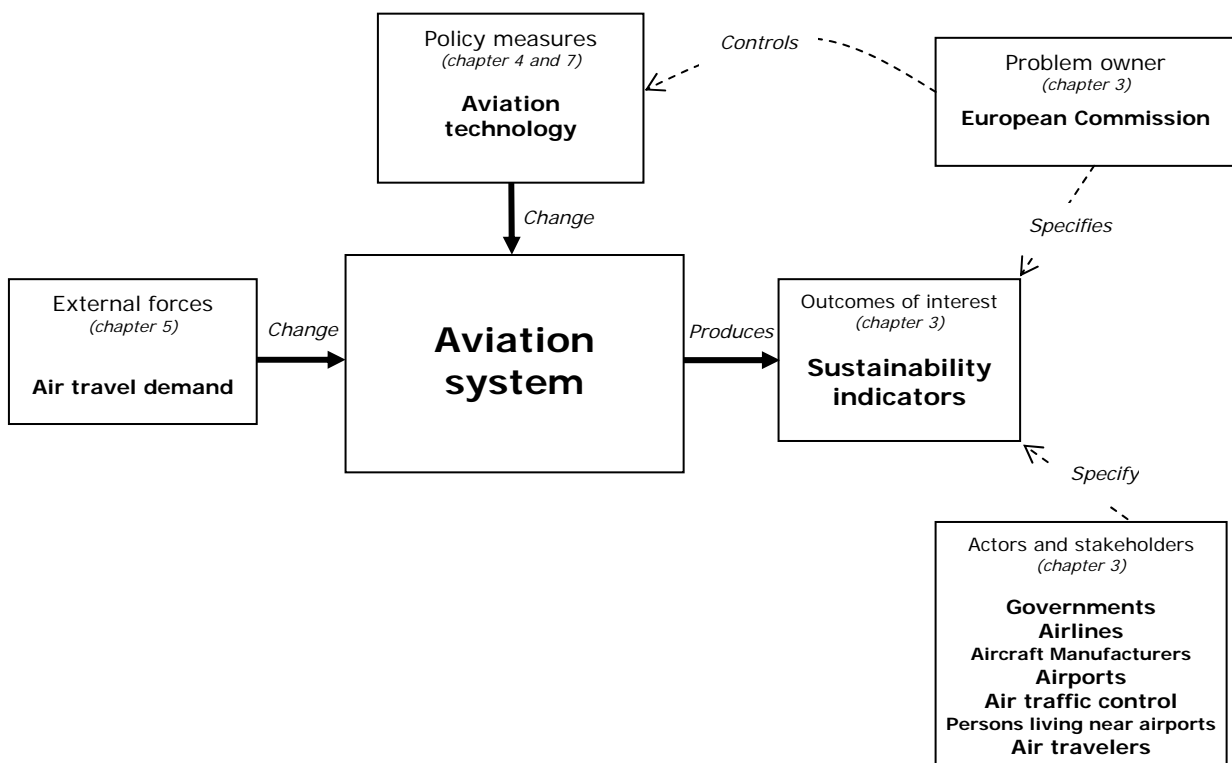 Policy measures
(chapter 4 and 7)
Aviation
technology
Controls
Problem owner
(chapter 3)
European Commission
Change
Specifies
External forces
(chapter 5)
Air travel demand
Change
Aviation
system
Produces
Outcomes of interest
(chapter 3)
Sustainability
indicators
Specify
Actors and stakeholders
(chapter 3)
Governments
Airlines
Aircraft Manufacturers
Airports
Air traffic control
Persons living near airports
Air travelers